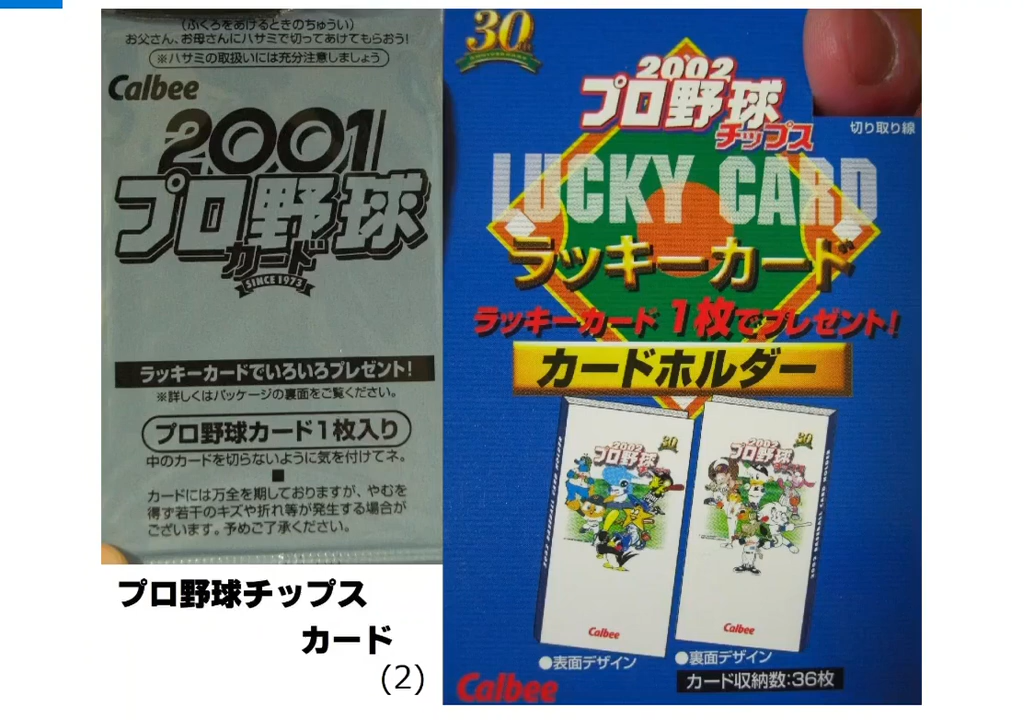 (ふくろをあけるときのちゅうい)
お父さん、お母さんにハサミで切ってあけてもらおう!
※ハサミの取扱いには充分注意しましょう
Calbee
2001
プロ野球
カード
SINCE 1973
ラッキーカードでいろいろプレゼント!
※詳しくはパッケージの裏面をご覧ください。
プロ野球カード1枚入り
中のカードを切らないように気を付けてネ。
■
カードには万全を期しておりますが、やむを
得ず若干のキズや折れ等が発生する場合が
ございます。予めご了承ください。
プロ野球チップス
カード
(2)
30th
ANNIVERSARY
2002
プロ野球
チップス
切り取り線
LUCKY CARD
ラッキーカード
ラッキーカード 1枚でプレゼント!
カードホルダー
2002
プロ野球
チップス
30
Calbee
2002
プロ野球
チップス
30
Calbee
●表面デザイン
●裏面デザイン
カード収納数:36枚
Calbee